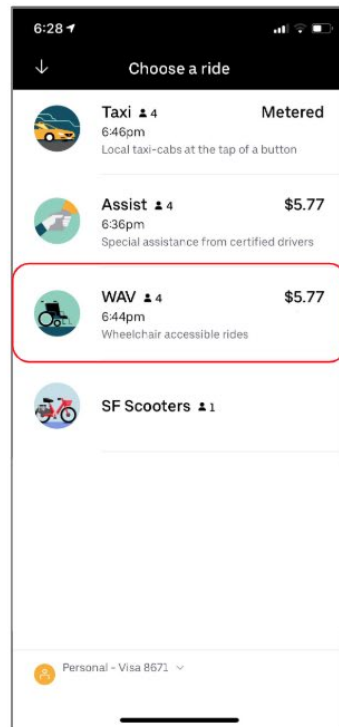 6:28
Choose a ride
Taxi 4 Metered
6:46pm
Local taxi-cabs at the tap of a button
Assist 4 $5.77
6:36pm
Special assistance from certified drivers
WAV 4 $5.77
6:44pm
Wheelchair accessible rides
SF Scooters 1
Personal - Visa 8671